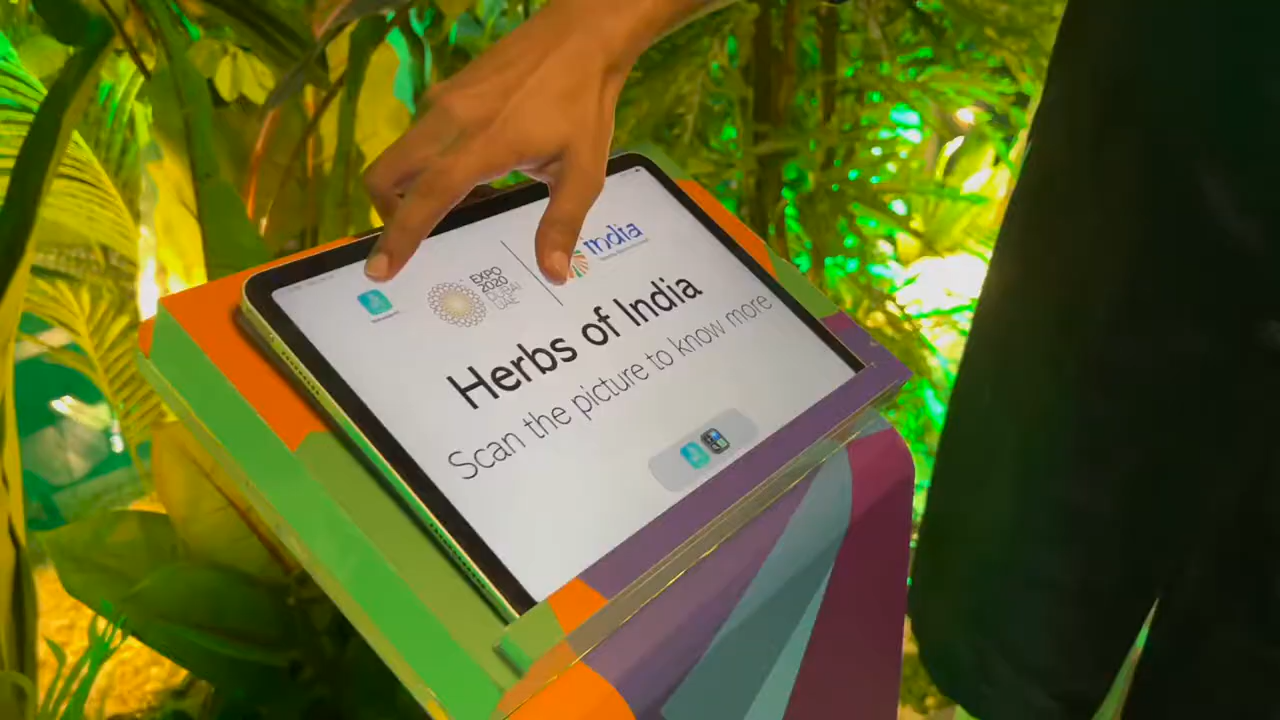 EXPO
2020
DUBAI
UAE
india
Herbs of India
Scan the picture to know more